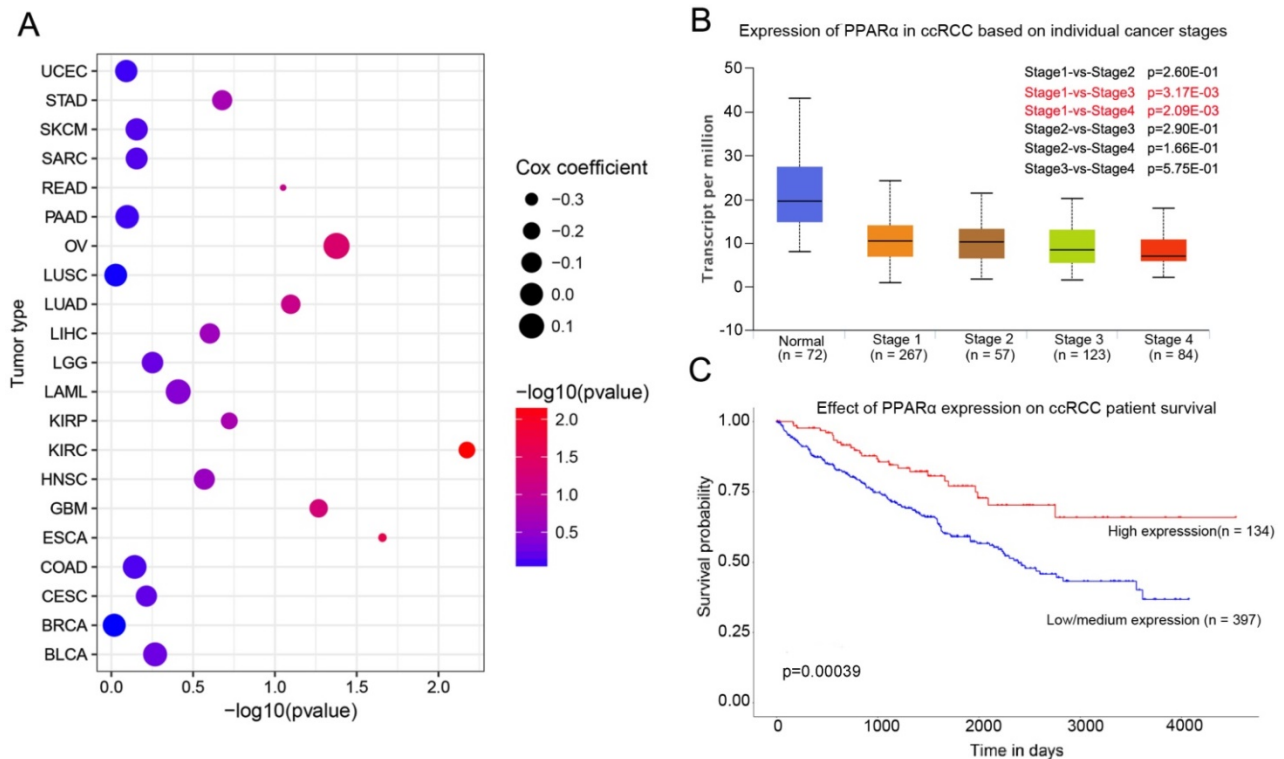 A
UCEC
STAD
SKCM
SARC
READ
PAAD
OV
LUSC
LUAD
LIHC
LGG
LAML
KIRP
KIRC
HNSC
GBM
ESCA
COAD
CESC
BRCA
BLCA
Tumor type
0.0 0.5 1.0 1.5 2.0
−log10(pvalue)
Cox coefficient
−0.3
−0.2
−0.1
0.0
0.1
−log10(pvalue)
2.0
1.5
1.0
0.5
B
Expression of PPARα in ccRCC based on individual cancer stages
Stage1-vs-Stage2 p=2.60E-01
Stage1-vs-Stage3 p=3.17E-03
Stage1-vs-Stage4 p=2.09E-03
Stage2-vs-Stage3 p=2.90E-01
Stage2-vs-Stage4 p=1.66E-01
Stage3-vs-Stage4 p=5.75E-01
Transcript per million
50
40
30
20
10
0
-10
Normal Stage 1 Stage 2 Stage 3 Stage 4
(n = 72) (n = 267) (n = 57) (n = 123) (n = 84)
C
Effect of PPARα expression on ccRCC patient survival
Survival probability
1.00
0.75
0.50
0.25
0.00
High expresssion(n = 134)
Low/medium expression (n = 397)
p=0.00039
0 1000 2000 3000 4000
Time in days